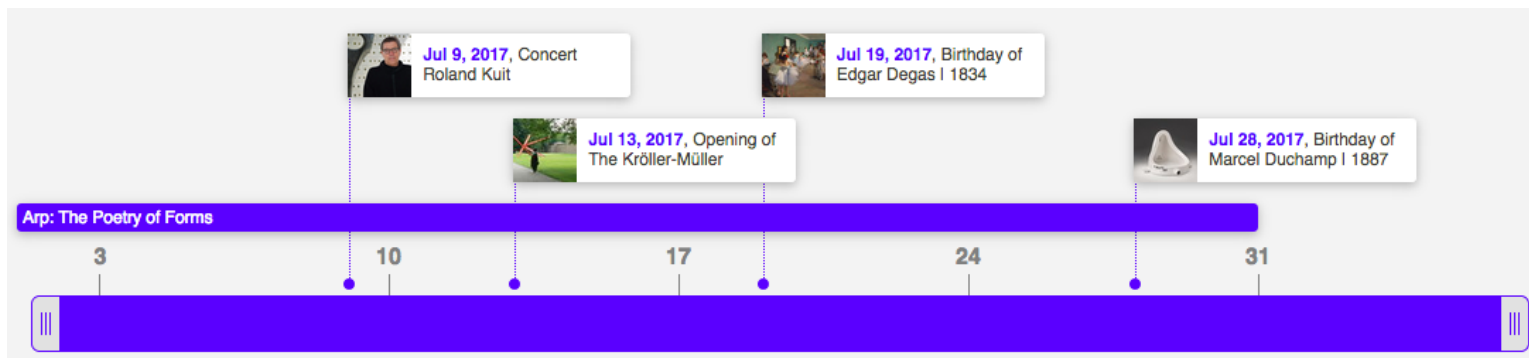 Jul 9, 2017, Concert
Roland Kuit
Jul 19, 2017, Birthday of
Edgar Degas | 1834
Jul 13, 2017, Opening of
The Kröller-Müller
Jul 28, 2017, Birthday of
Marcel Duchamp | 1887
Arp: The Poetry of Forms
3 10 17 24 31